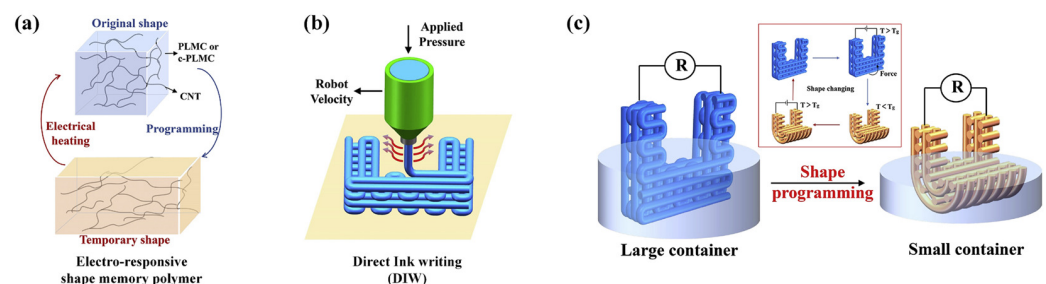 (a)
Original shape
PLMC or
c-PLMC
CNT
Electrical
heating
Programming
Temporary shape
Electro-responsive
shape memory polymer
(b)
Applied
Pressure
Robot
Velocity
Direct Ink writing
(DIW)
(c)
R
T > Tg
Force
Shape changing
T > Tg
T < Tg
R
Shape
programming
Large container
Small container